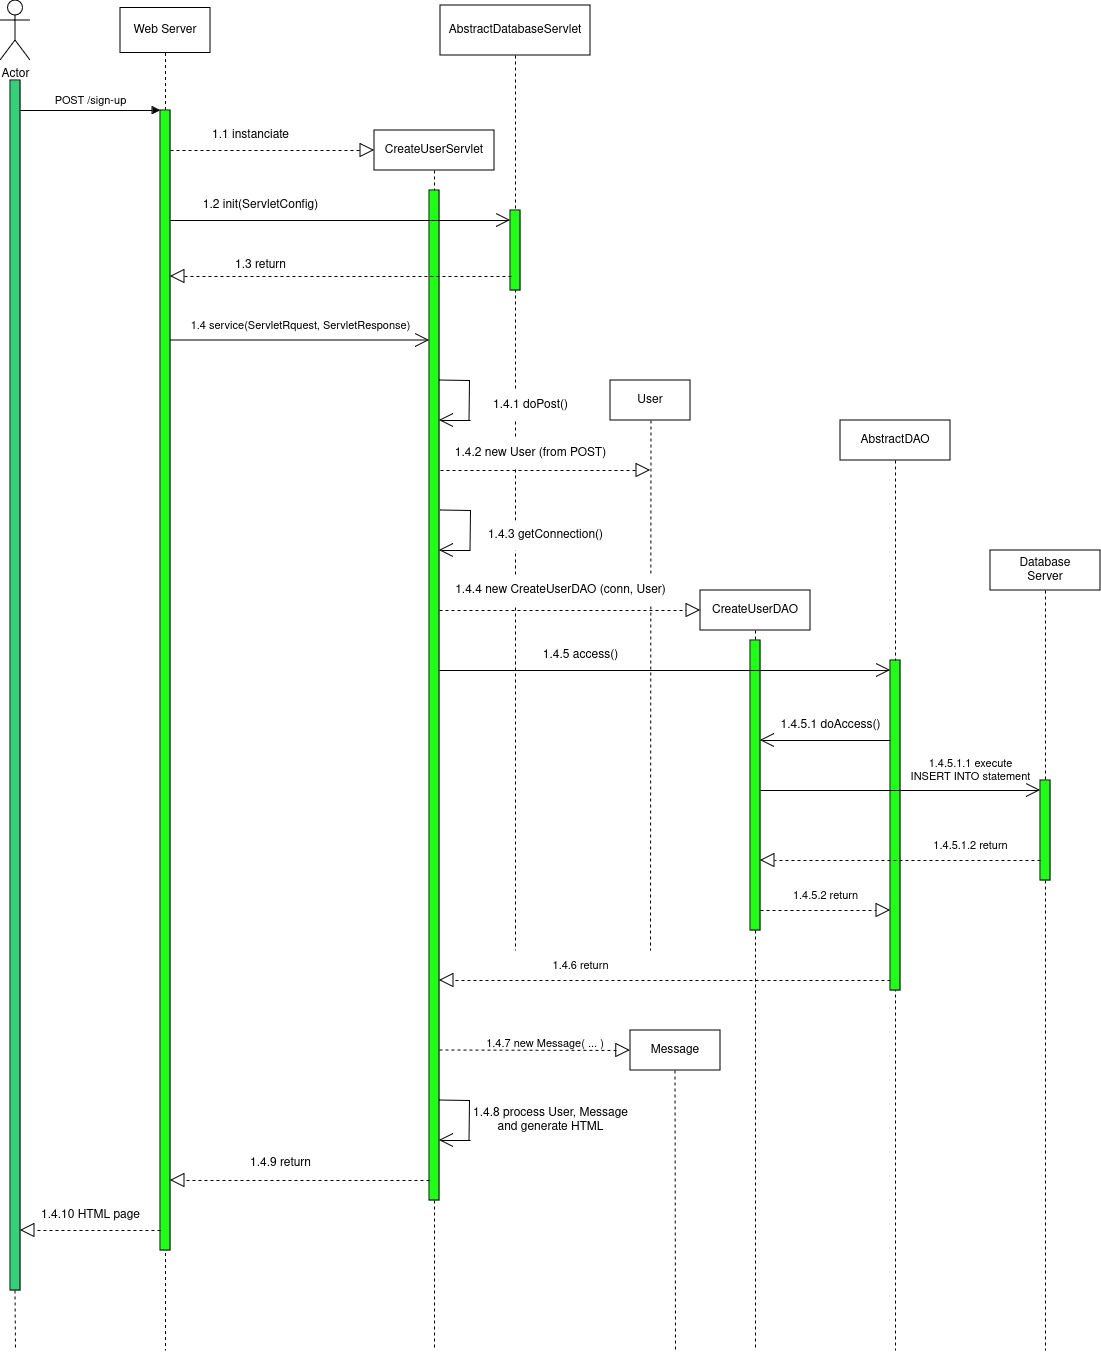 Web Server
AbstractDatabaseServlet
Actor
POST /sign-up
1.1 instanciate
CreateUserServlet
1.2 init(ServletConfig)
1.3 return
1.4 service(ServletRquest, ServletResponse)
1.4.1 doPost()
User
AbstractDAO
1.4.2 new User (from POST)
1.4.3 getConnection()
Database
Server
1.4.4 new CreateUserDAO (conn, User)
CreateUserDAO
1.4.5 access()
1.4.5.1 doAccess()
1.4.5.1.1 execute
INSERT INTO statement
1.4.5.1.2 return
1.4.5.2 return
1.4.6 return
1.4.7 new Message( ... )
Message
1.4.8 process User, Message
and generate HTML
1.4.9 return
1.4.10 HTML page